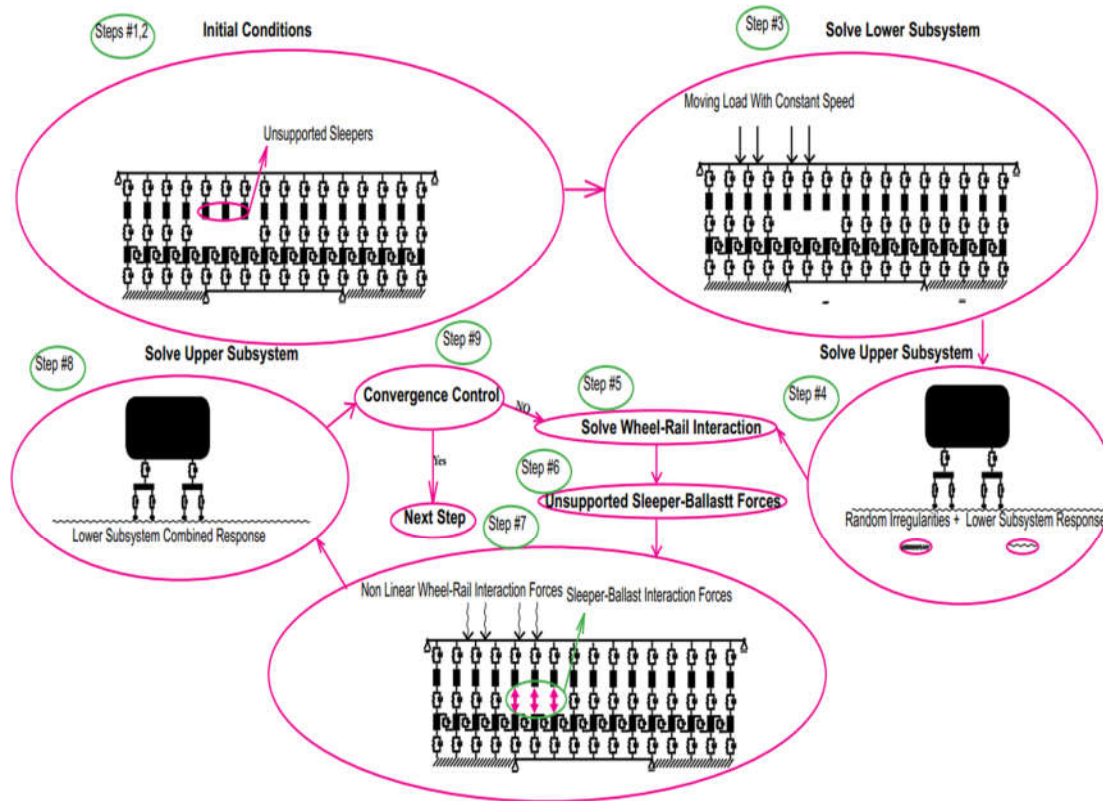 Steps #1,2
Initial Conditions
Unsupported Sleepers
Step #3
Solve Lower Subsystem
Moving Load With Constant Speed
Solve Upper Subsystem
Step #4
Random Irregularities + Lower Subsystem Response
Step #5
Solve Wheel-Rail Interaction
Step #6
Unsupported Sleeper-Ballastt Forces
Step #7
Non Linear Wheel-Rail Interaction Forces
Sleeper-Ballast Interaction Forces
Step #8
Solve Upper Subsystem
Lower Subsystem Combined Response
Step #9
Convergence Control
NO
Yes
Next Step